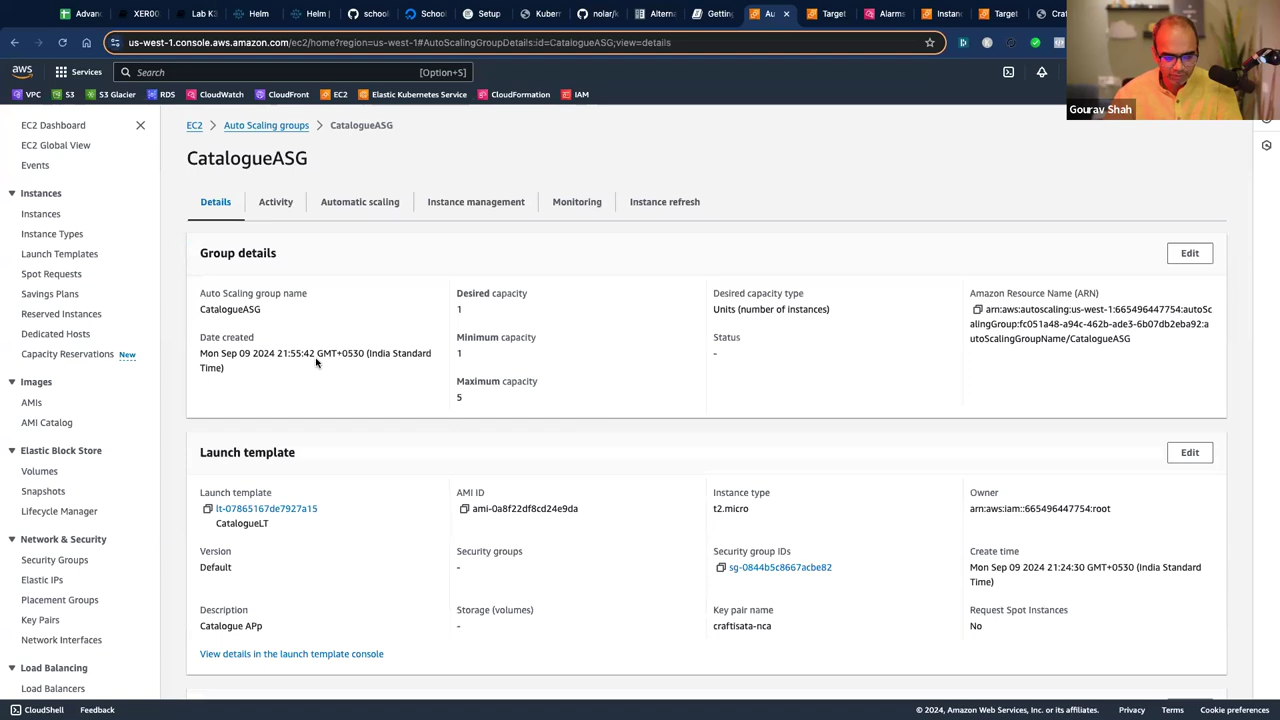 Advanc
XER00
Lab K3
Helm
Helm |
schoo
Schoo
Setup
Kuber
nolar/k
Alterna
Getting
Au
Target
Alarms
Instanc
Target
Craf
us-west-1.console.aws.amazon.com/ec2/home?region=us-west-1#AutoScalingGroupDetails:id=CatalogueASG;view=details
aws
Services
Search
[Option+S]
VPC
S3
S3 Glacier
RDS
CloudWatch
CloudFront
EC2
Elastic Kubernetes Service
CloudFormation
IAM
Gourav Shah
EC2 Dashboard
EC2 Global View
Events
Instances
Instances
Instance Types
Launch Templates
Spot Requests
Savings Plans
Reserved Instances
Dedicated Hosts
Capacity Reservations New
Images
AMIs
AMI Catalog
Elastic Block Store
Volumes
Snapshots
Lifecycle Manager
Network & Security
Security Groups
Elastic IPs
Placement Groups
Key Pairs
Network Interfaces
Load Balancing
Load Balancers
EC2 > Auto Scaling groups > CatalogueASG
CatalogueASG
Details
Activity
Automatic scaling
Instance management
Monitoring
Instance refresh
Group details
Edit
Auto Scaling group name
CatalogueASG
Date created
Mon Sep 09 2024 21:55:42 GMT+0530 (India Standard
Time)
Desired capacity
1
Minimum capacity
1
Maximum capacity
5
Desired capacity type
Units (number of instances)
Status
-
Amazon Resource Name (ARN)
arn:aws:autoscaling:us-west-1:665496447754:autoSc
alingGroup:fc051a48-a94c-462b-ade3-6b07db2eba92:a
utoScalingGroupName/CatalogueASG
Launch template
Edit
Launch template
lt-07865167de7927a15
CatalogueLT
AMI ID
ami-0a8f22df8cd24e9da
Instance type
t2.micro
Owner
arn:aws:iam::665496447754:root
Version
Default
Security groups
-
Security group IDs
sg-0844b5c8667acbe82
Create time
Mon Sep 09 2024 21:24:30 GMT+0530 (India Standard
Time)
Description
Catalogue APp
Storage (volumes)
-
Key pair name
craftisata-nca
Request Spot Instances
No
View details in the launch template console
CloudShell
Feedback
© 2024, Amazon Web Services, Inc. or its affiliates.
Privacy
Terms
Cookie preferences